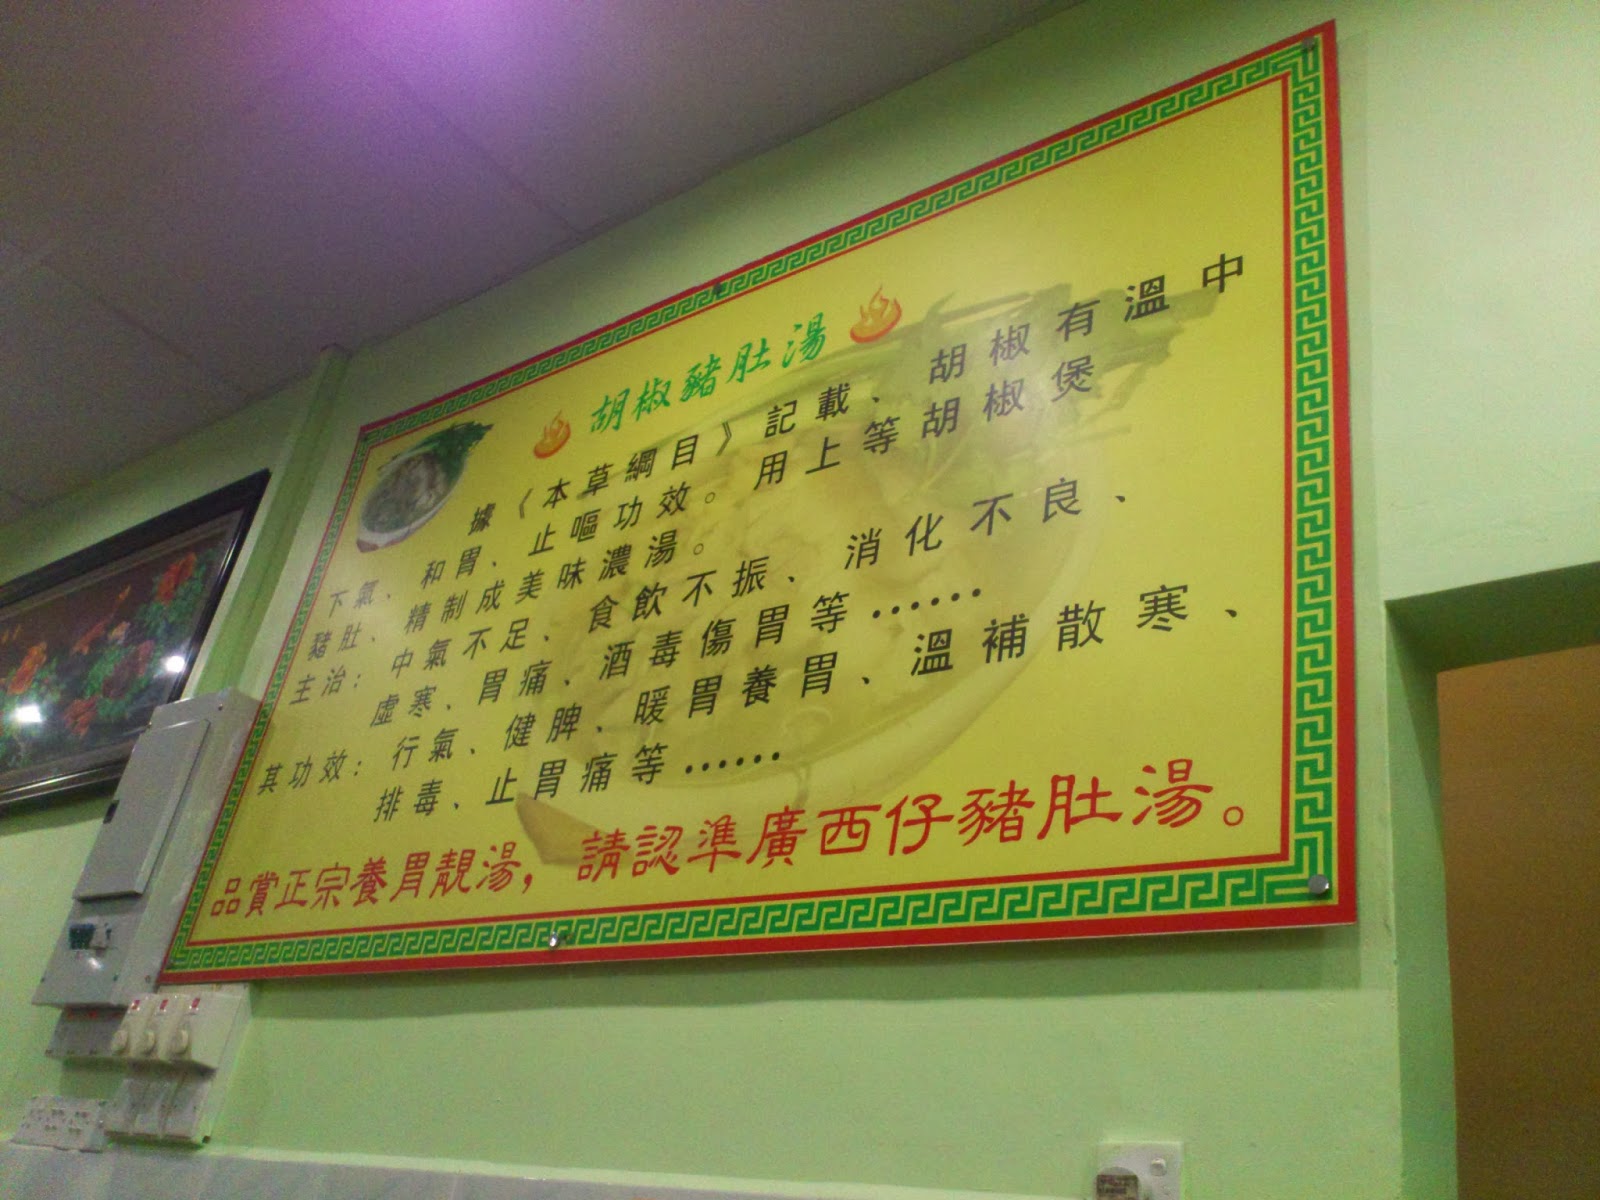 胡椒豬肚湯
據《本草綱目》記載、胡椒有溫中
下氣、和胃、止嘔功效。用上等胡椒煲
豬肚、精制成美味濃湯。
主治：中氣不足、食飲不振、消化不良、
虛寒、胃痛、酒毒傷胃等……
其功效：行氣、健脾、暖胃養胃、溫補散寒、
排毒、止胃痛等……
品賞正宗養胃靚湯，請認準廣西仔豬肚湯。